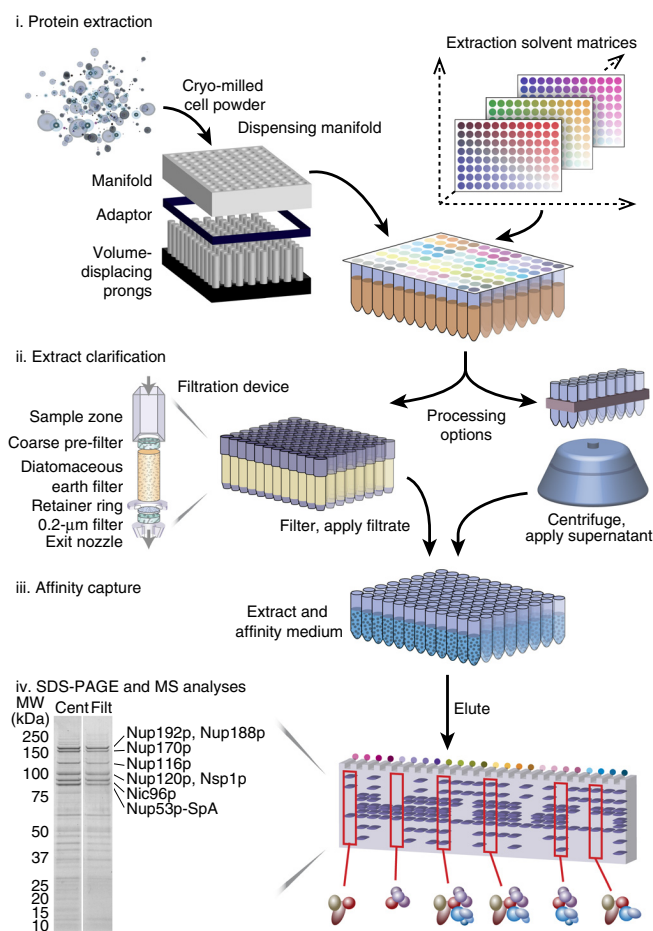 i. Protein extraction
Extraction solvent matrices
Cryo-milled
cell powder
Dispensing manifold
Manifold
Adaptor
Volume-
displacing
prongs
ii. Extract clarification
Filtration device
Sample zone
Coarse pre-filter
Diatomaceous
earth filter
Retainer ring
0.2-μm filter
Exit nozzle
Processing
options
Filter, apply filtrate
Centrifuge,
apply supernatant
iii. Affinity capture
Extract and
affinity medium
iv. SDS-PAGE and MS analyses
Elute
MW
(kDa)
Cent Filt
250
150
100
75
50
37
25
20
15
10
Nup192p, Nup188p
Nup170p
Nup116p
Nup120p, Nsp1p
Nic96p
Nup53p-SpA